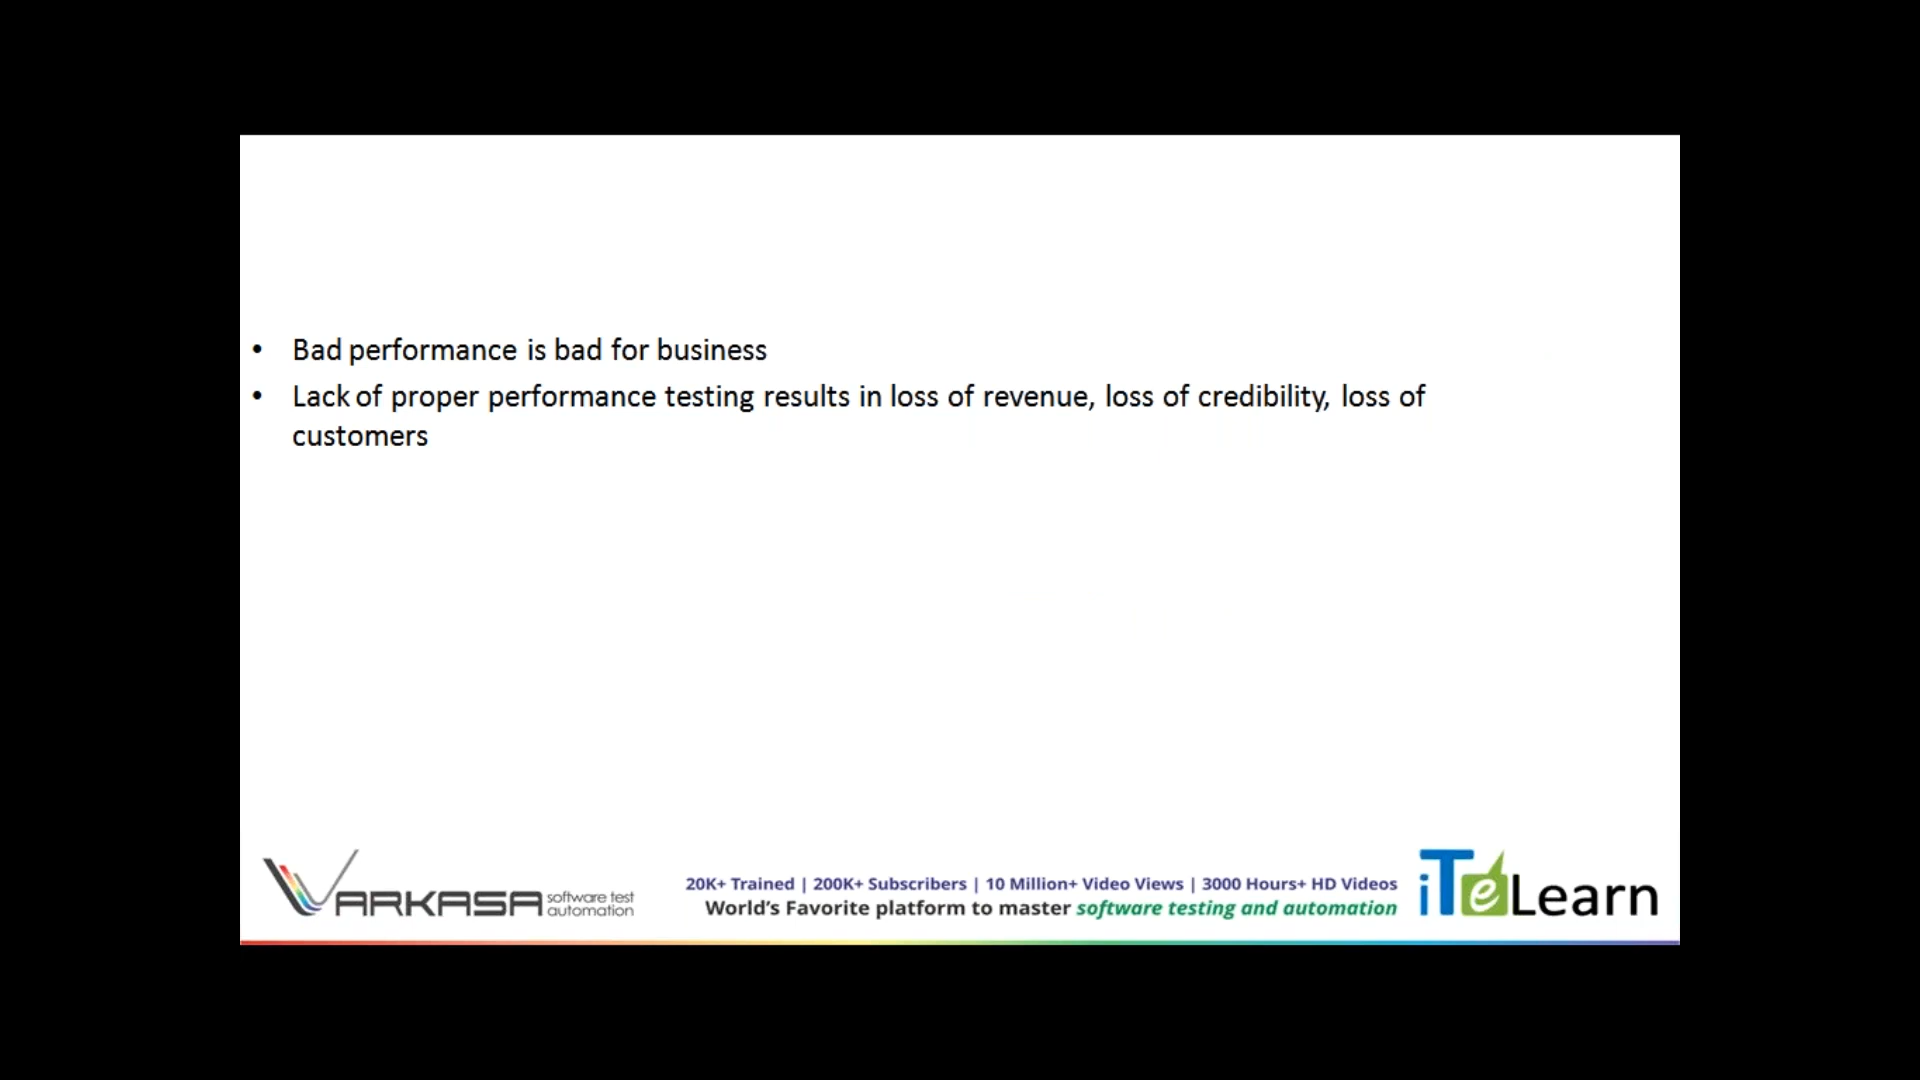 • Bad performance is bad for business
• Lack of proper performance testing results in loss of revenue, loss of credibility, loss of
customers
VARKASA software test
automation
20K+ Trained | 200K+ Subscribers | 10 Million+ Video Views | 3000 Hours+ HD Videos
World's Favorite platform to master software testing and automation
iTeLearn